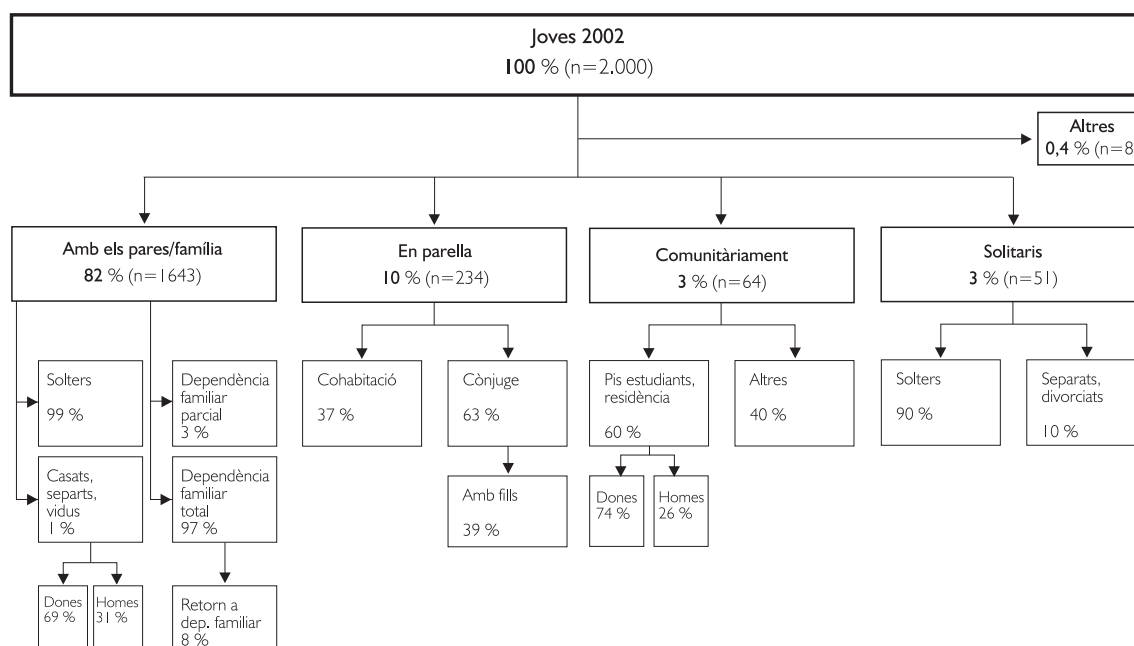 Joves 2002
100 % (n=2.000)
Altres
0,4 % (n=8
Amb els pares/família
82 % (n=1643)
En parella
10 % (n=234)
Comunitàriament
3 % (n=64)
Solitaris
3 % (n=51)
Solters
99 %
Dependència
familiar
parcial
3 %
Cohabitació
37 %
Cònjuge
63 %
Pis estudiants,
residència
60 %
Altres
40 %
Solters
90 %
Separats,
divorciats
10 %
Casats,
separts,
vidus
1 %
Dependència
familiar
total
97 %
Amb fills
39 %
Dones
74 %
Homes
26 %
Dones
69 %
Homes
31 %
Retorn a
dep. familiar
8 %